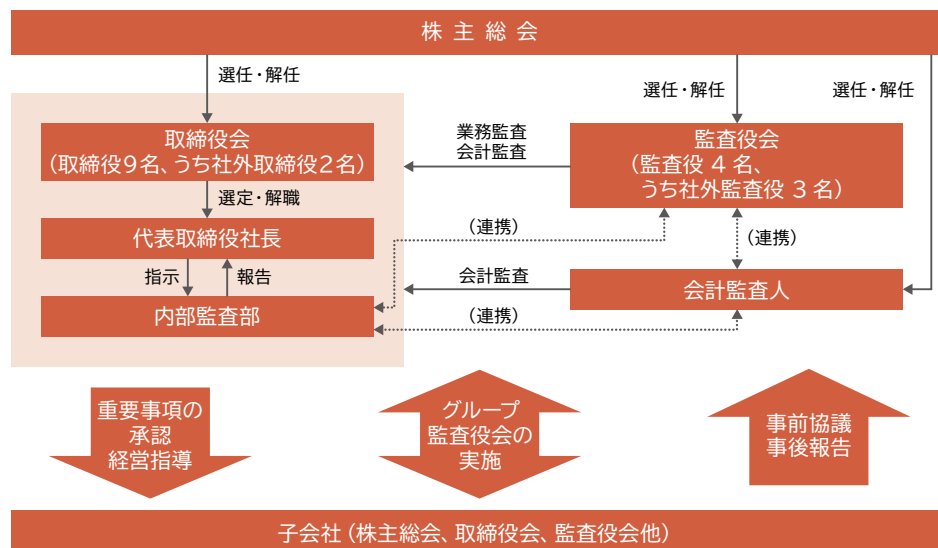 株主総会
選任・解任
選任・解任
選任・解任
取締役会
(取締役9名、うち社外取締役2名)
業務監査
会計監査
監査役会
(監査役 4 名、
うち社外監査役 3 名)
選定・解職
代表取締役社長
(連携)
(連携)
指示
報告
会計監査
会計監査人
内部監査部
(連携)
重要事項の
承認
経営指導
グループ
監査役会の
実施
事前協議
事後報告
子会社(株主総会、取締役会、監査役会他)